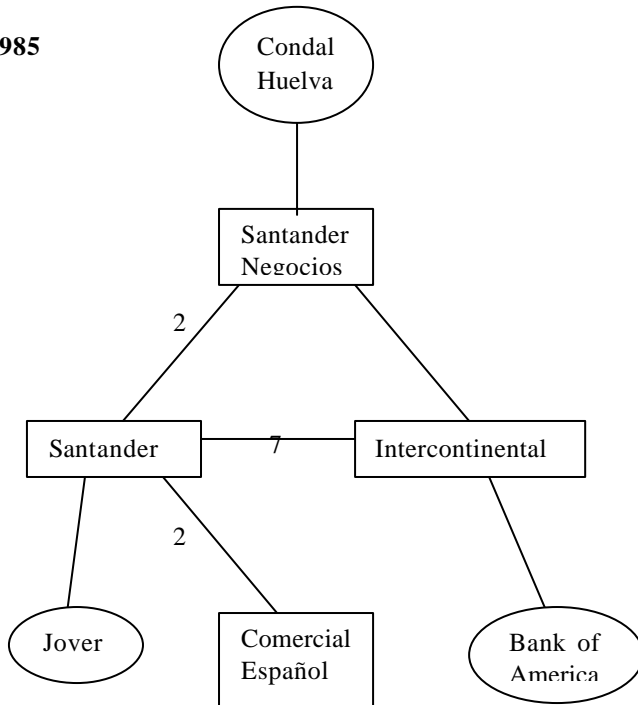 985
Condal
Huelva
Santander
Negocios
2
Santander
7
Intercontinental
2
Jover
Comercial
Español
Bank of
America